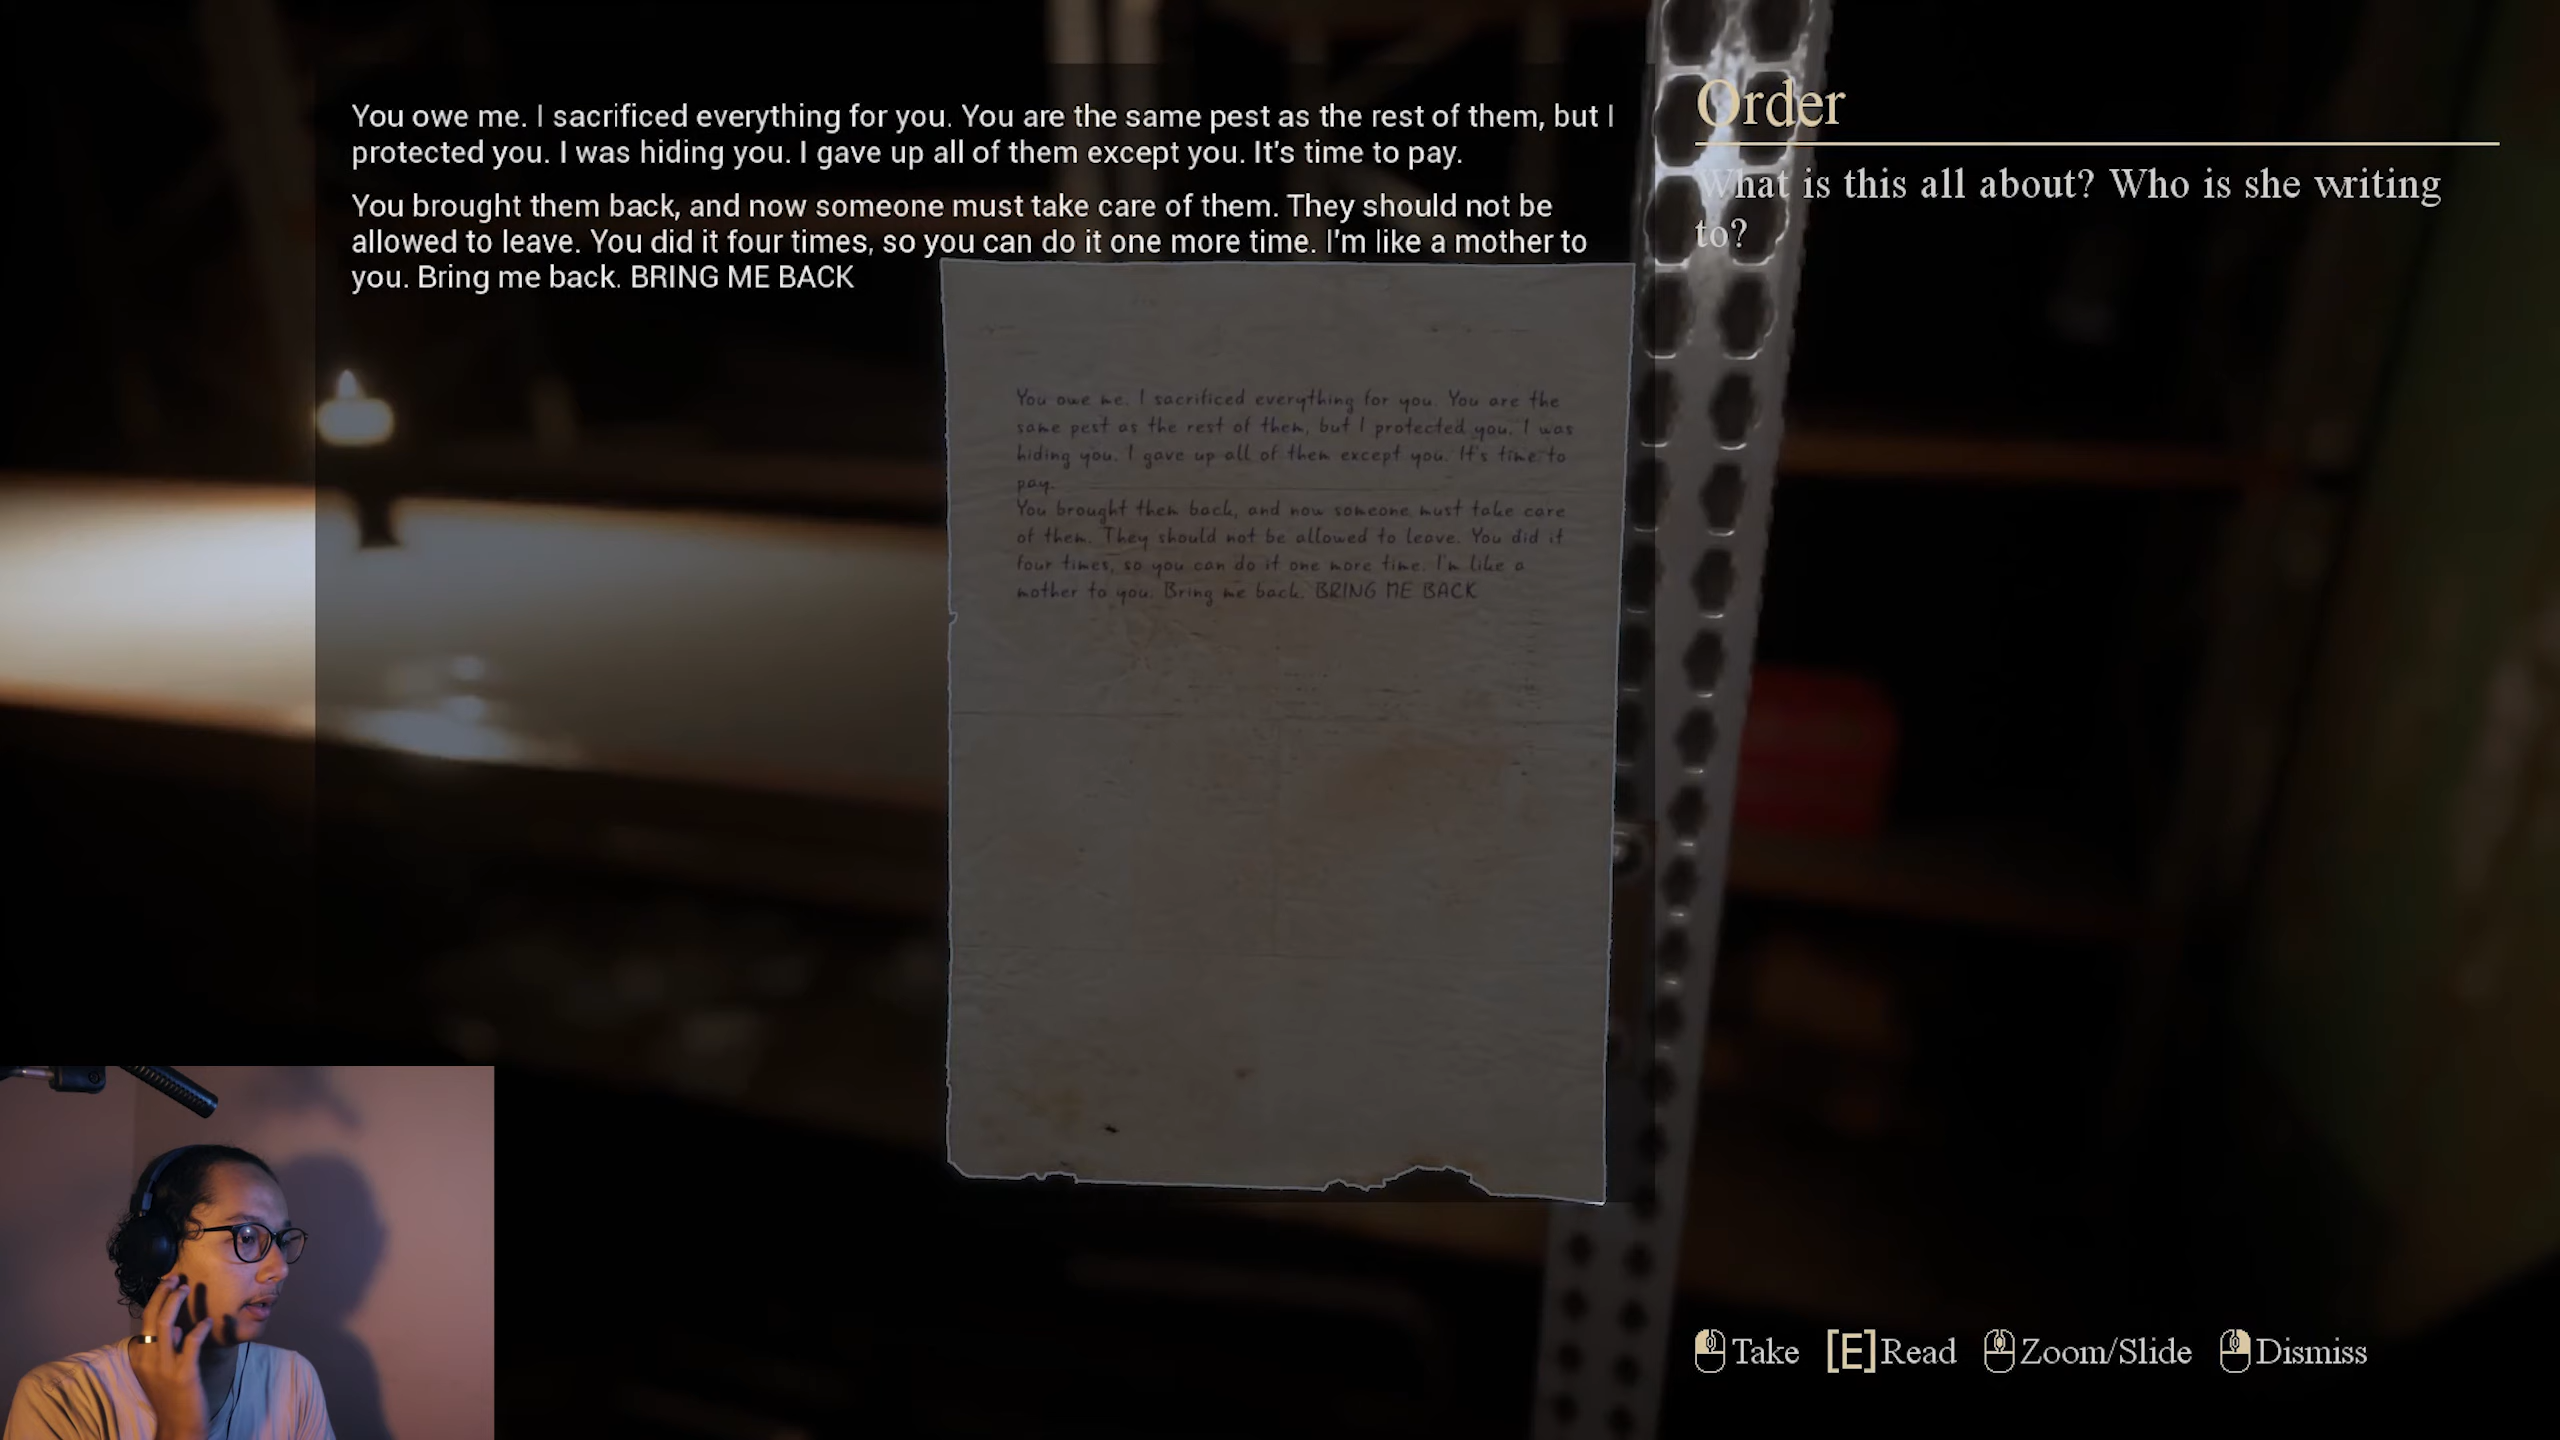 You owe me. I sacrificed everything for you. You are the same pest as the rest of them, but I
protected you. I was hiding you. I gave up all of them except you. It's time to pay.
You brought them back, and now someone must take care of them. They should not be
allowed to leave. You did it four times, so you can do it one more time. I'm like a mother to
you. Bring me back. BRING ME BACK
Order
What is this all about? Who is she writing
to?
You owe me. I sacrificed everything for you. You are the
same pest as the rest of them, but I protected you. I was
hiding you. I gave up all of them except you. It's time to
pay.
You brought them back, and now someone must take care
of them. They should not be allowed to leave. You did it
four times, so you can do it one more time. I'm like a
mother to you. Bring me back. BRING ME BACK
Take [E]Read Zoom/Slide Dismiss